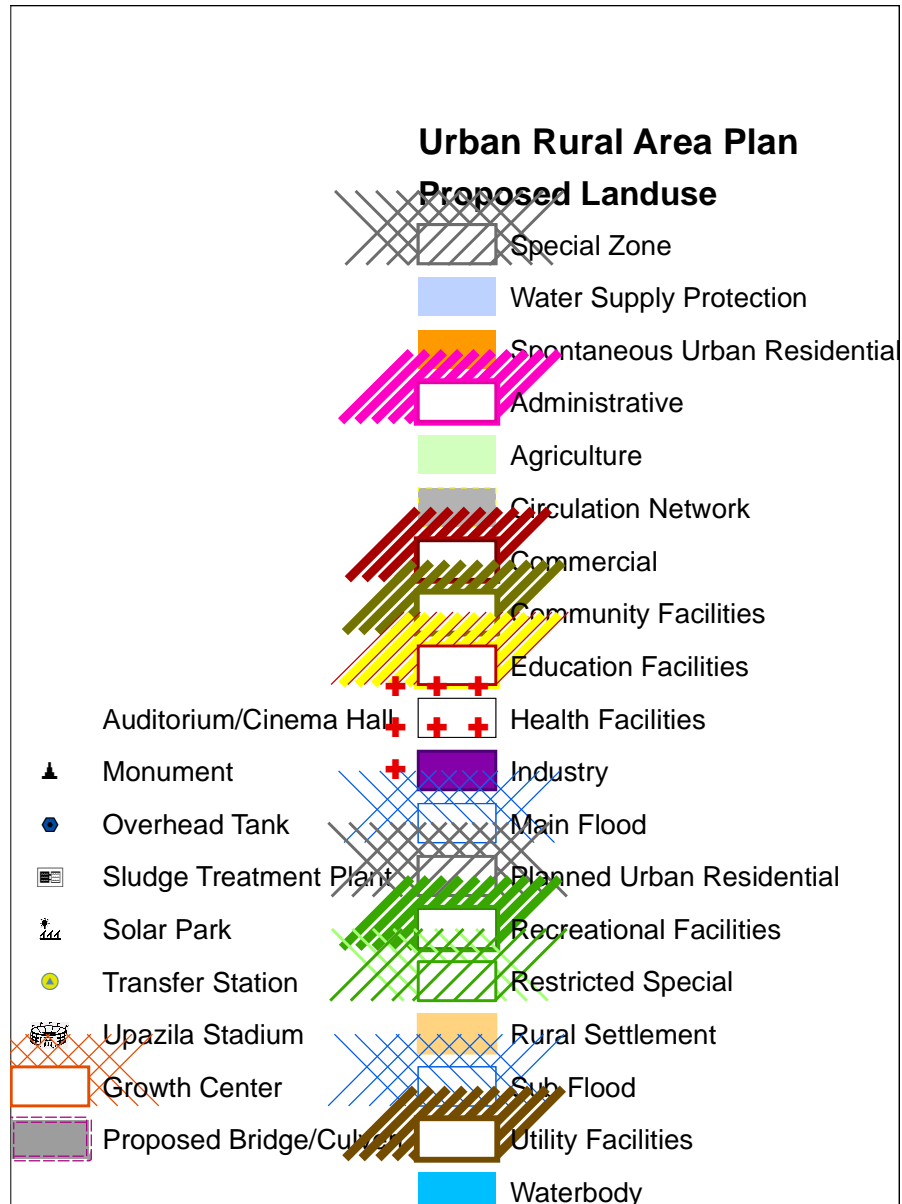 Urban Rural Area Plan
Proposed Landuse
Special Zone
Water Supply Protection
Spontaneous Urban Residential
Administrative
Agriculture
Circulation Network
Commercial
Community Facilities
Education Facilities
Health Facilities
Industry
Main Flood
Planned Urban Residential
Recreational Facilities
Restricted Special
Rural Settlement
Sub Flood
Utility Facilities
Waterbody
Auditorium/Cinema Hall
Monument
Overhead Tank
Sludge Treatment Plant
Solar Park
Transfer Station
Upazila Stadium
Growth Center
Proposed Bridge/Culvert